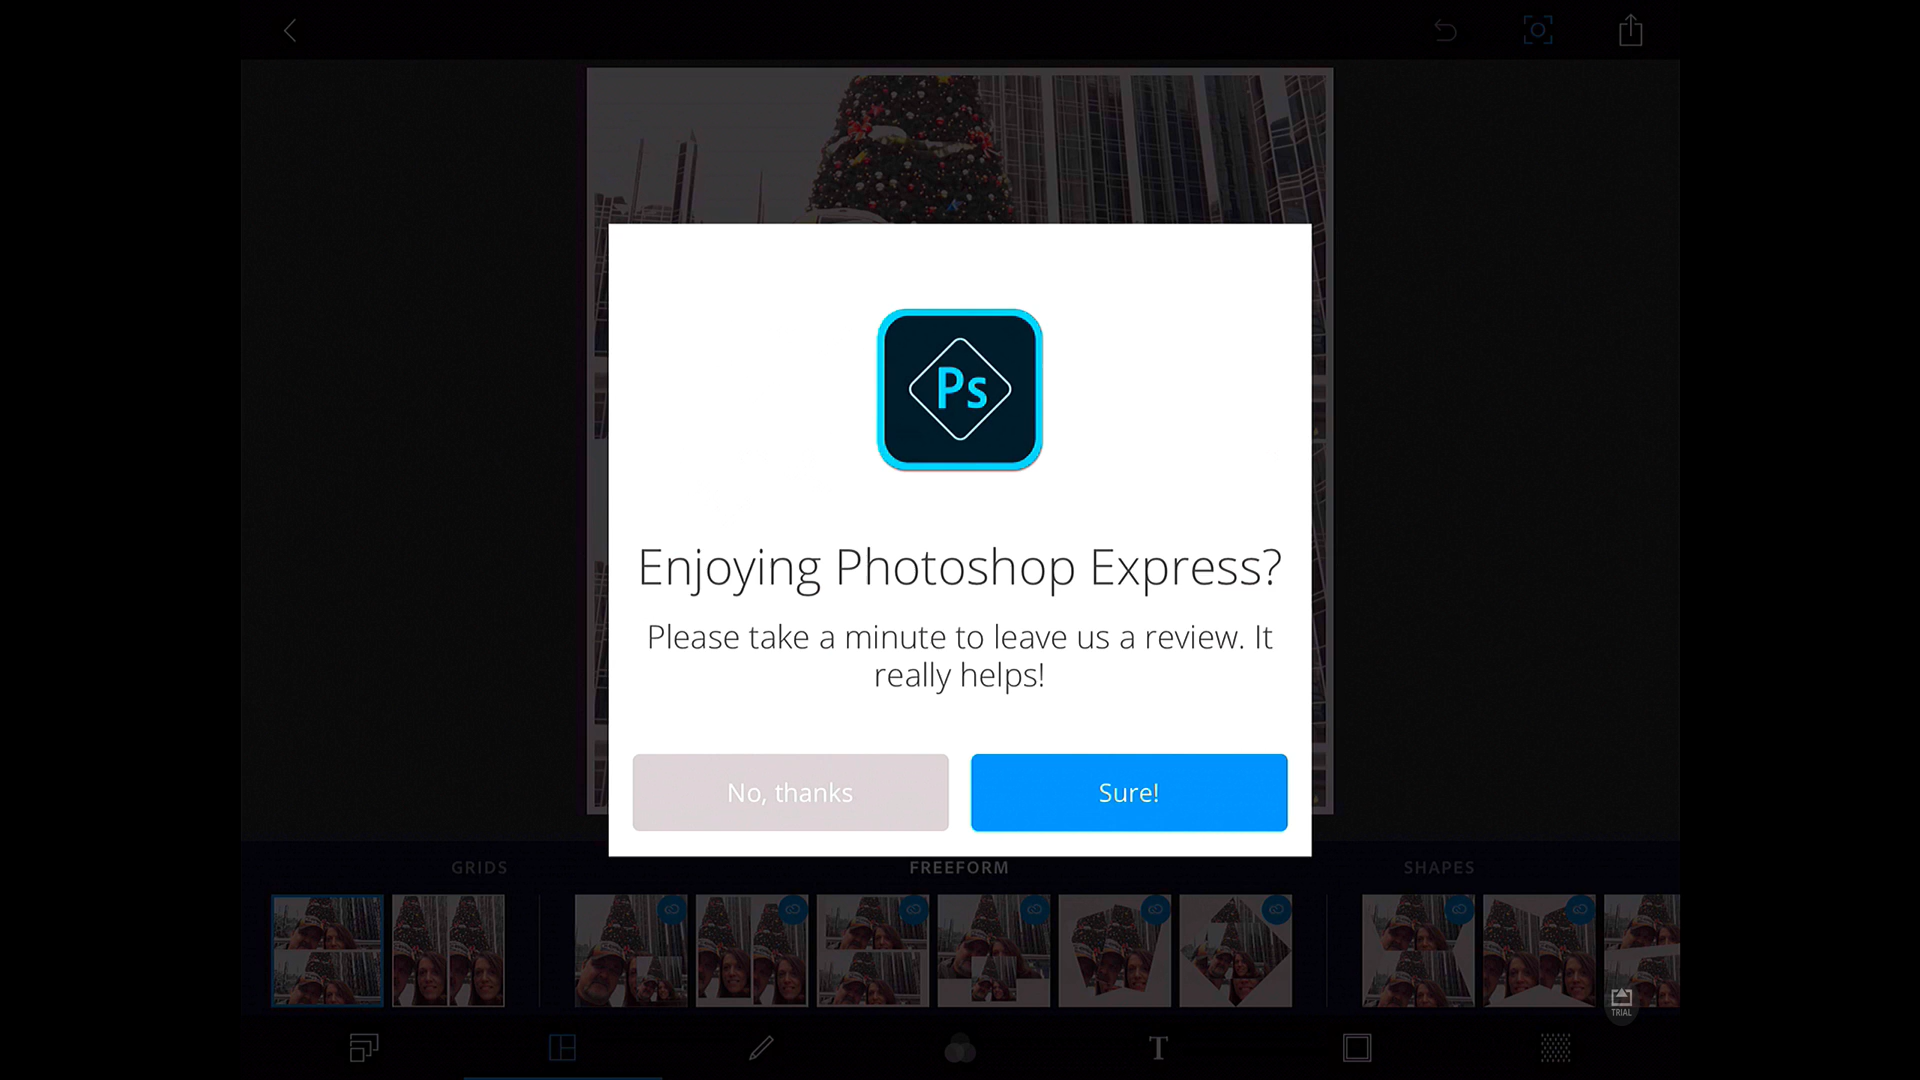 Ps
Enjoying Photoshop Express?
Please take a minute to leave us a review. It
really helps!
No, thanks
Sure!
GRIDS
FREEFORM
SHAPES
TRIAL
T